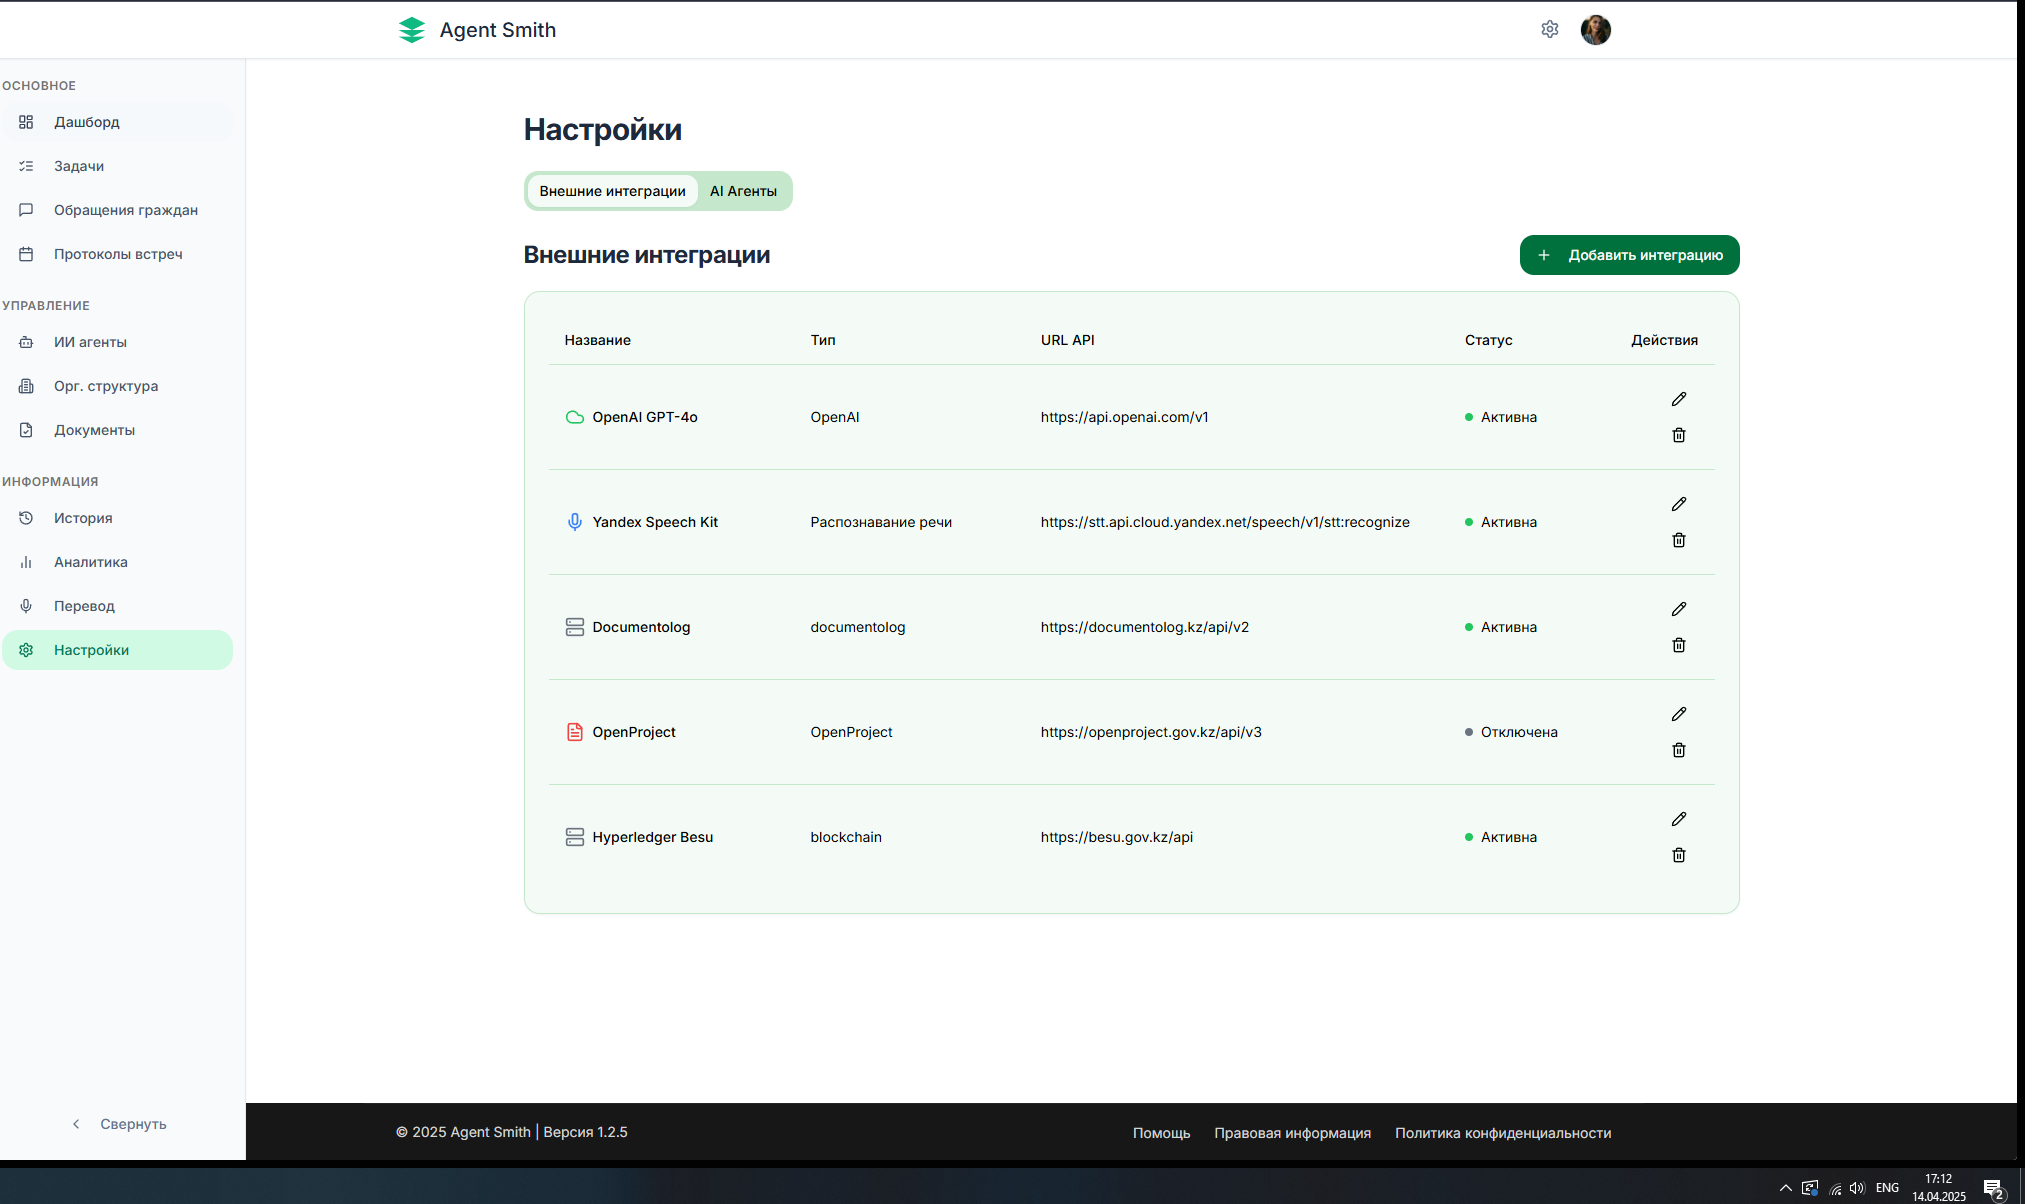 Agent Smith
ОСНОВНОЕ
Дашборд
Задачи
Обращения граждан
Протоколы встреч
УПРАВЛЕНИЕ
ИИ агенты
Орг. структура
Документы
ИНФОРМАЦИЯ
История
Аналитика
Перевод
Настройки
Свернуть
Настройки
Внешние интеграции AI Агенты
Внешние интеграции
+ Добавить интеграцию
Название Тип URL API Статус Действия
OpenAI GPT-4o OpenAI https://api.openai.com/v1 Активна
Yandex Speech Kit Распознавание речи https://stt.api.cloud.yandex.net/speech/v1/stt:recognize Активна
Documentolog documentolog https://documentolog.kz/api/v2 Активна
OpenProject OpenProject https://openproject.gov.kz/api/v3 Отключена
Hyperledger Besu blockchain https://besu.gov.kz/api Активна
© 2025 Agent Smith | Версия 1.2.5
Помощь Правовая информация Политика конфиденциальности
ENG
17:12
14.04.2025
2